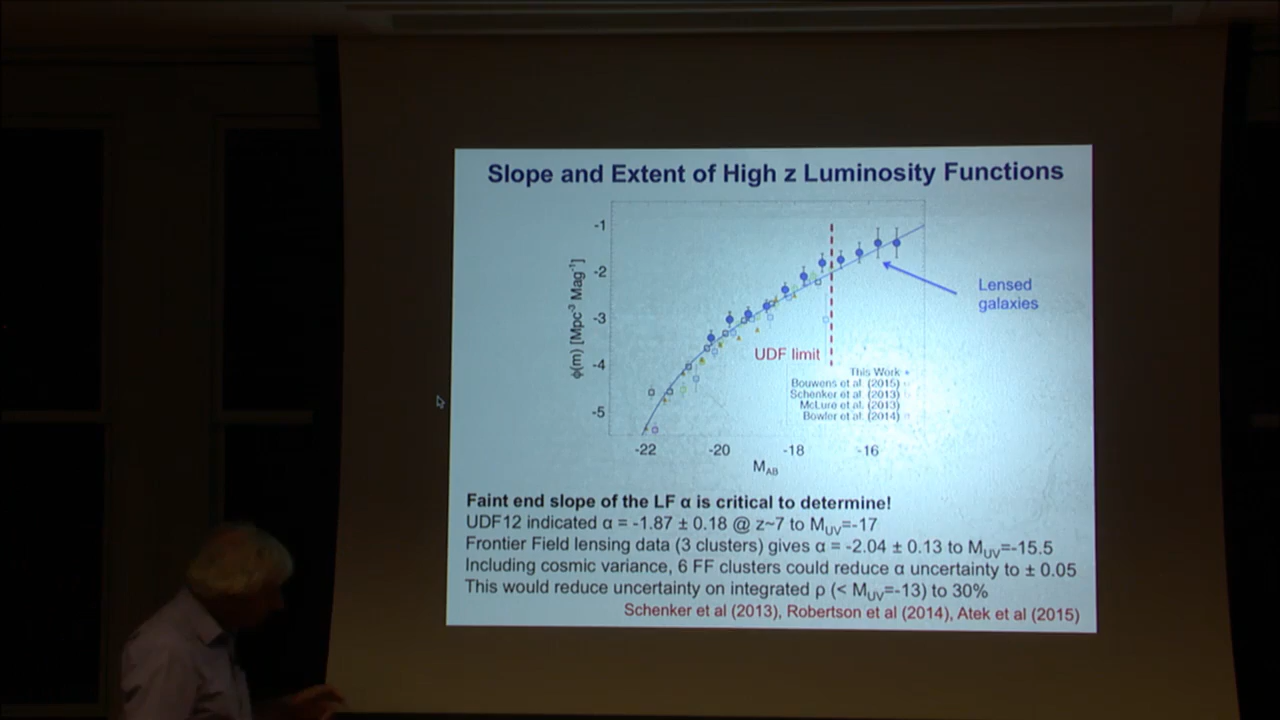 Slope and Extent of High z Luminosity Functions
-1
-2
-3
-4
-5
ϕ(m) [Mpc⁻³ Mag⁻¹]
Lensed
galaxies
UDF limit
This Work
Bouwens et al. (2015)
Schenker et al. (2013)
McLure et al. (2013)
Bowler et al. (2014)
-22 -20 -18 -16
M_AB
Faint end slope of the LF α is critical to determine!
UDF12 indicated α = -1.87 ± 0.18 @ z~7 to M_UV=-17
Frontier Field lensing data (3 clusters) gives α = -2.04 ± 0.13 to M_UV=-15.5
Including cosmic variance, 6 FF clusters could reduce α uncertainty to ± 0.05
This would reduce uncertainty on integrated ρ (< M_UV=-13) to 30%
Schenker et al (2013), Robertson et al (2014), Atek et al (2015)